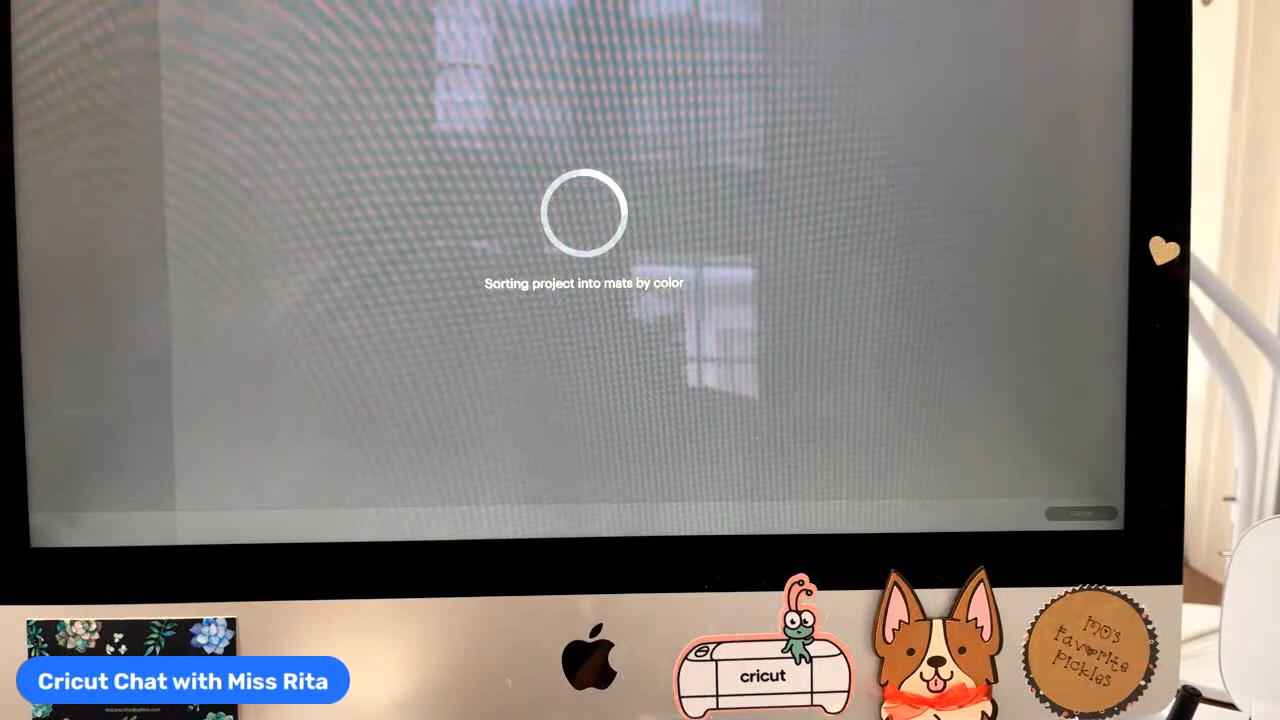 Sorting project into mats by color
cricut
Mo's
favorite
Pickles
Cricut Chat with Miss Rita